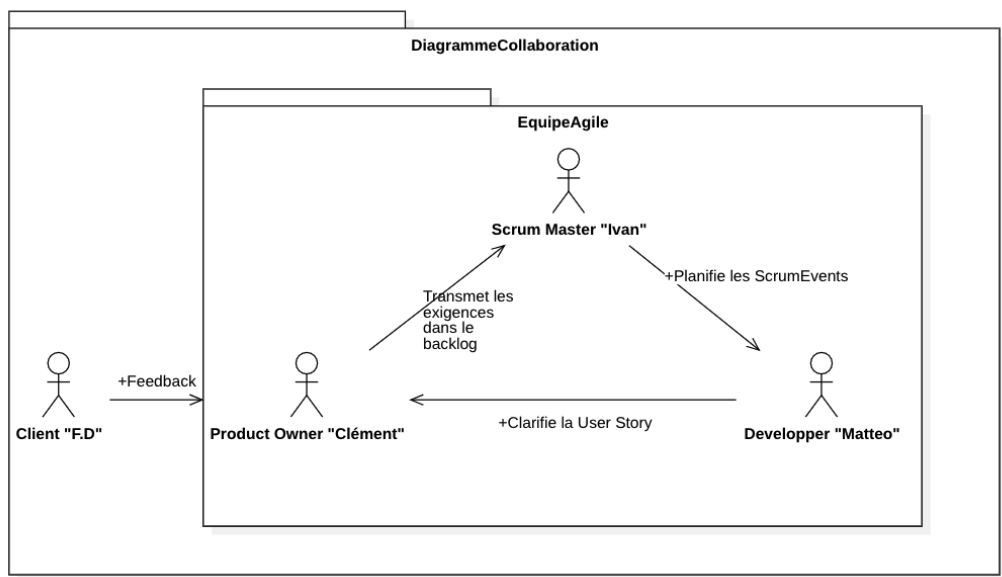 DiagrammeCollaboration
EquipeAgile
Scrum Master "Ivan"
+Planifie les ScrumEvents
Transmet les
exigences
dans le
backlog
+Feedback
+Clarifie la User Story
Client "F.D"
Product Owner "Clément"
Developper "Matteo"